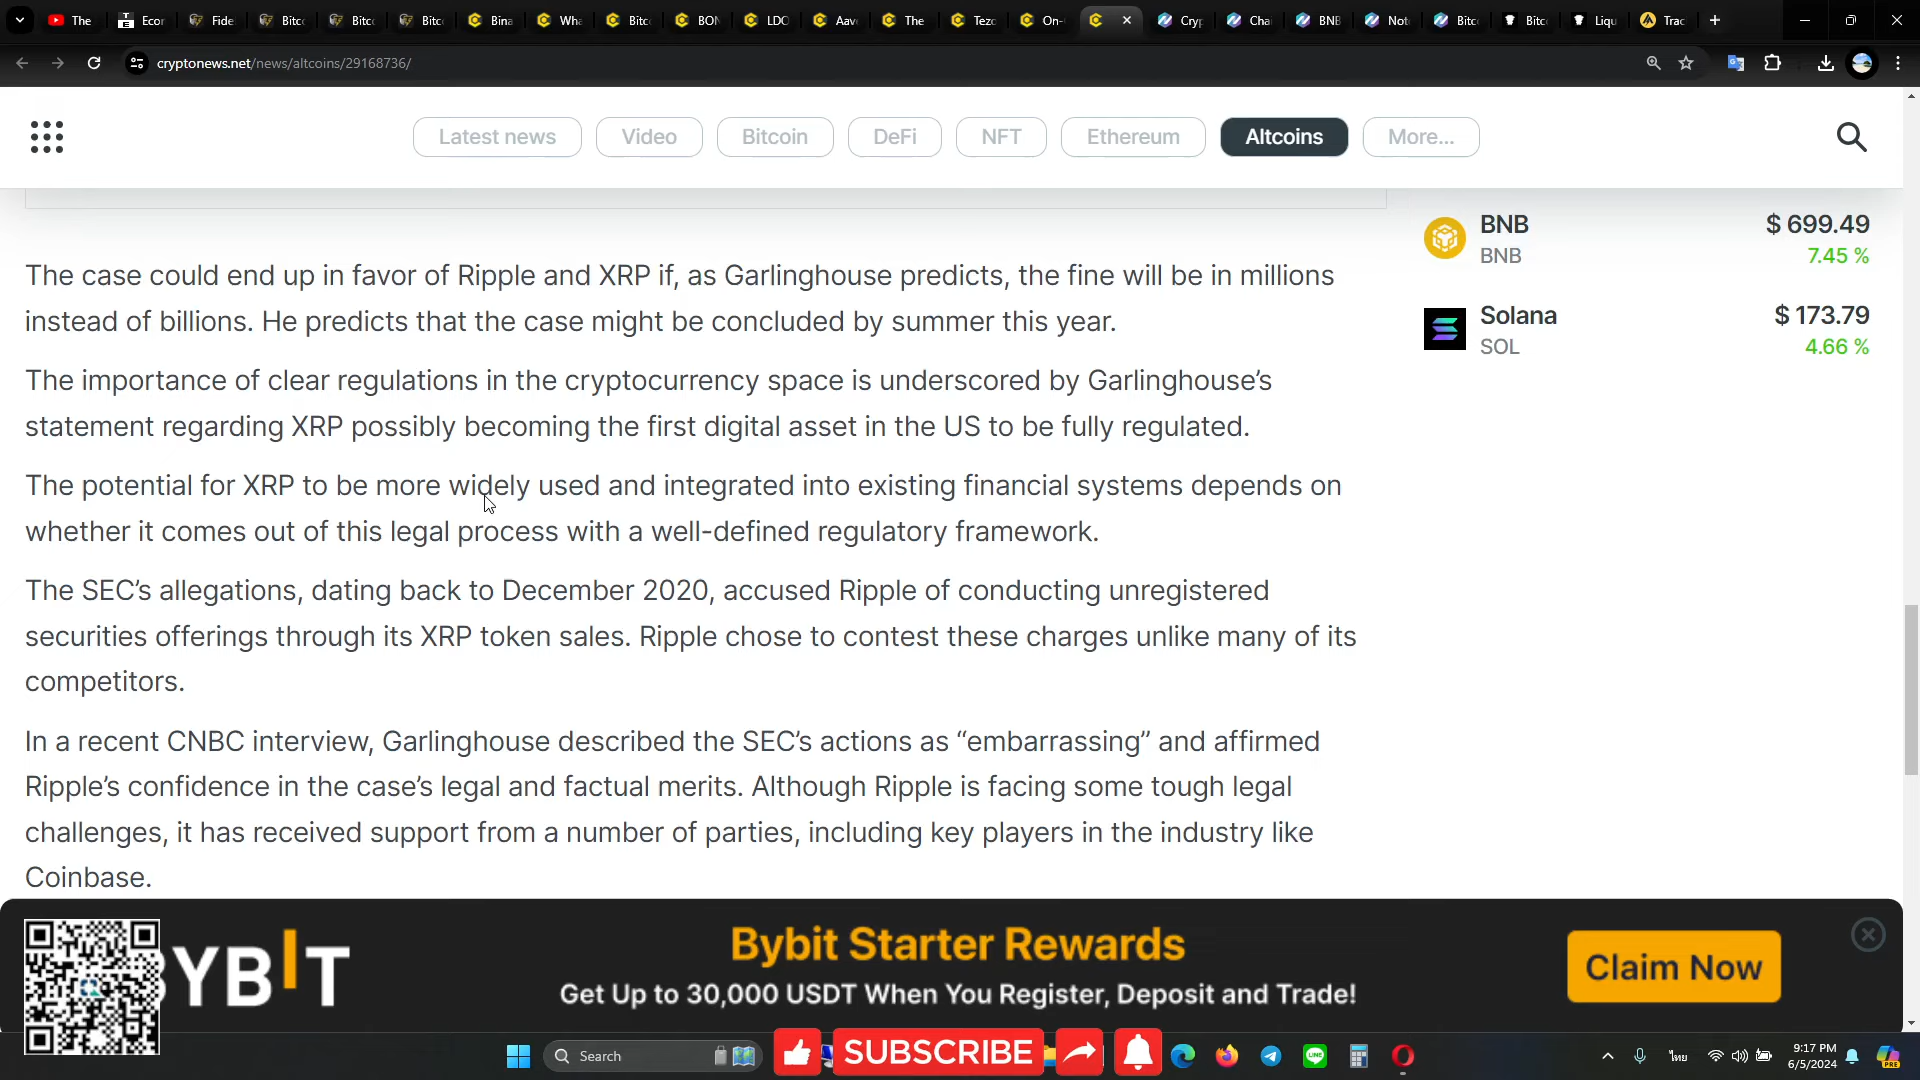 The
Econ
Fide
Bitc
Bitc
Bitc
Bina
Wha
Bitc
BON
LDO
Aav
The
Tezo
On-
Cryp
Chai
BNB
Not
Bitc
Bitc
Liqu
Trac
cryptonews.net/news/altcoins/29168736/
Latest news
Video
Bitcoin
DeFi
NFT
Ethereum
Altcoins
More...
BNB
$ 699.49
BNB
7.45 %
Solana
$ 173.79
SOL
4.66 %
The case could end up in favor of Ripple and XRP if, as Garlinghouse predicts, the fine will be in millions
instead of billions. He predicts that the case might be concluded by summer this year.
The importance of clear regulations in the cryptocurrency space is underscored by Garlinghouse’s
statement regarding XRP possibly becoming the first digital asset in the US to be fully regulated.
The potential for XRP to be more widely used and integrated into existing financial systems depends on
whether it comes out of this legal process with a well-defined regulatory framework.
The SEC’s allegations, dating back to December 2020, accused Ripple of conducting unregistered
securities offerings through its XRP token sales. Ripple chose to contest these charges unlike many of its
competitors.
In a recent CNBC interview, Garlinghouse described the SEC’s actions as “embarrassing” and affirmed
Ripple’s confidence in the case’s legal and factual merits. Although Ripple is facing some tough legal
challenges, it has received support from a number of parties, including key players in the industry like
Coinbase.
BYBIT
Bybit Starter Rewards
Get Up to 30,000 USDT When You Register, Deposit and Trade!
Claim Now
Search
SUBSCRIBE
ไทย
9:17 PM
6/5/2024